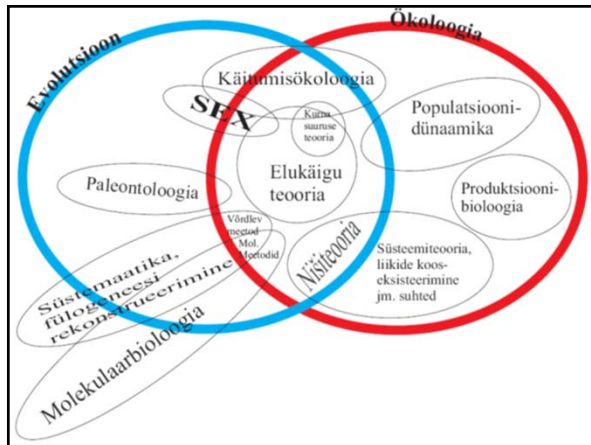 Evolutsioon
Ökoloogia
Käitumisökoloogia
SEX
Kurna
suuruse
teooria
Elukäigu
teooria
Populatsiooni-
dünaamika
Paleontoloogia
Produktsiooni-
bioloogia
Võrdlev
meetod
Mol.
Meetodid
Nišiteooria
Süsteemiteooria,
liikide koos-
eksisteerimine
jm. suhted
Süstemaatika,
fülogeneesi
rekonstrueerimine
Molekulaarbioloogia